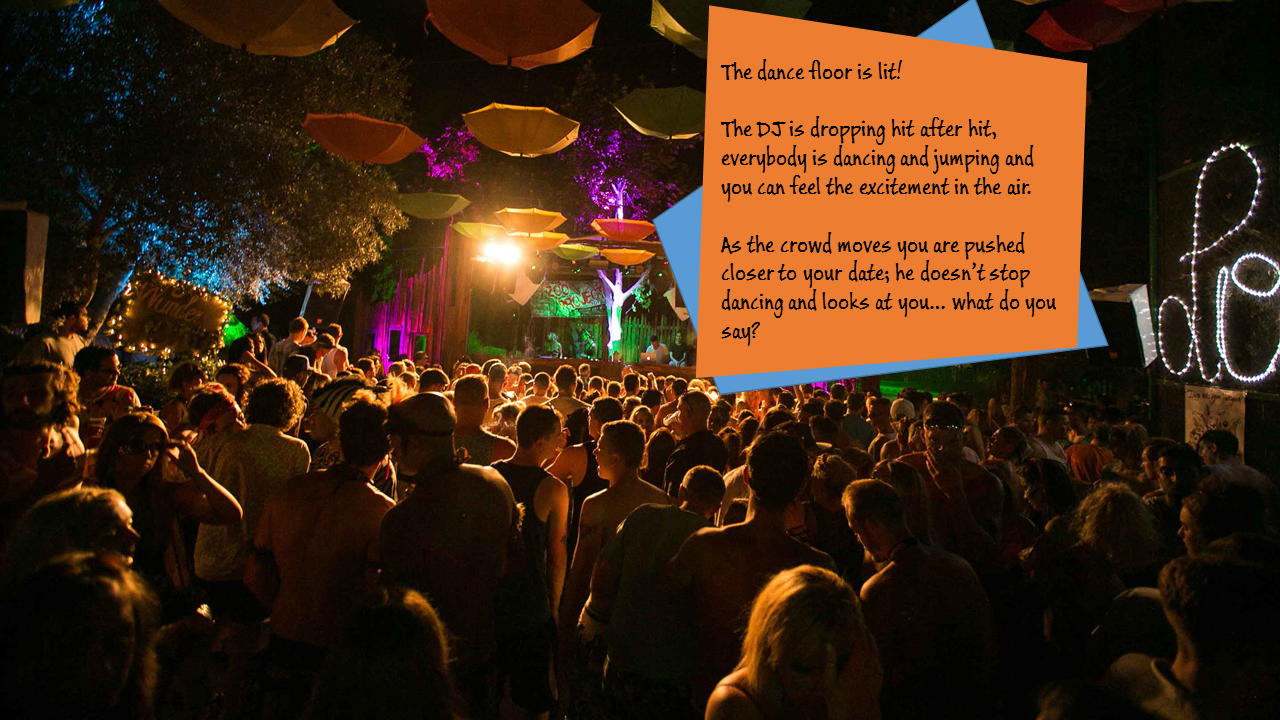 The dance floor is lit!
The DJ is dropping hit after hit,
everybody is dancing and jumping and
you can feel the excitement in the air.
As the crowd moves you are pushed
closer to your date; he doesn't stop
dancing and looks at you... what do you
say?